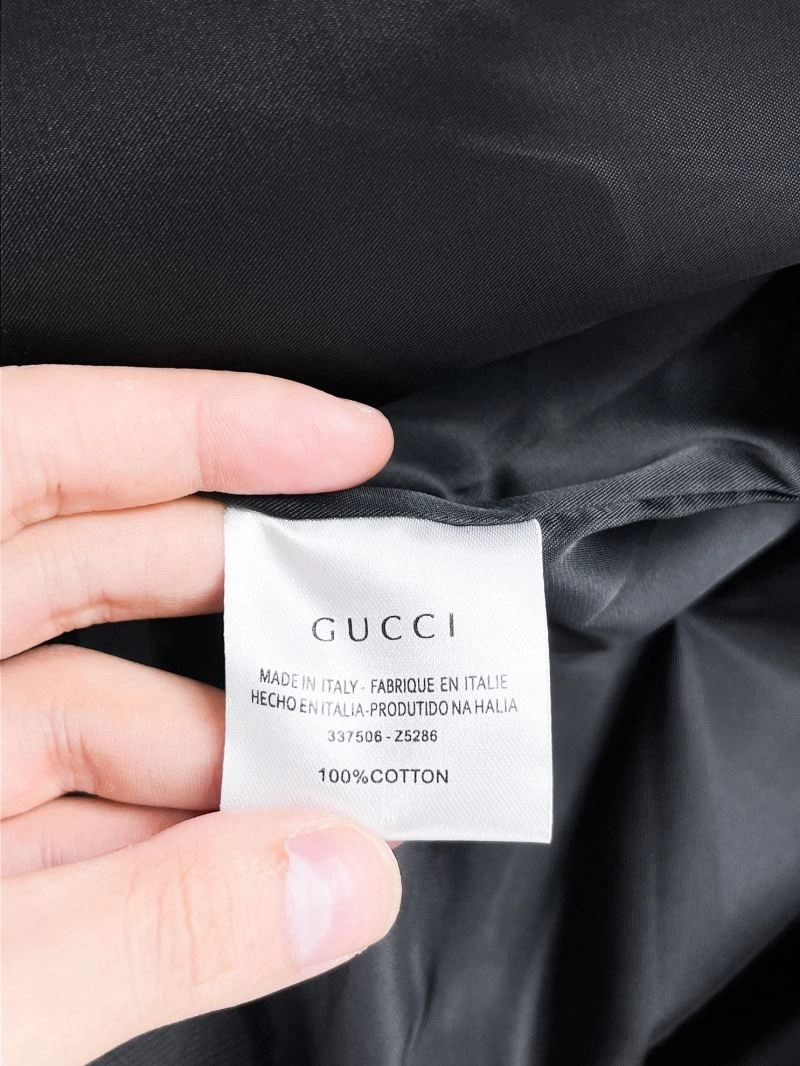 GUCCI
MADE IN ITALY - FABRIQUE EN ITALIE
HECHO EN ITALIA-PRODUTIDO NA HALIA
337506 - Z5286
100%COTTON